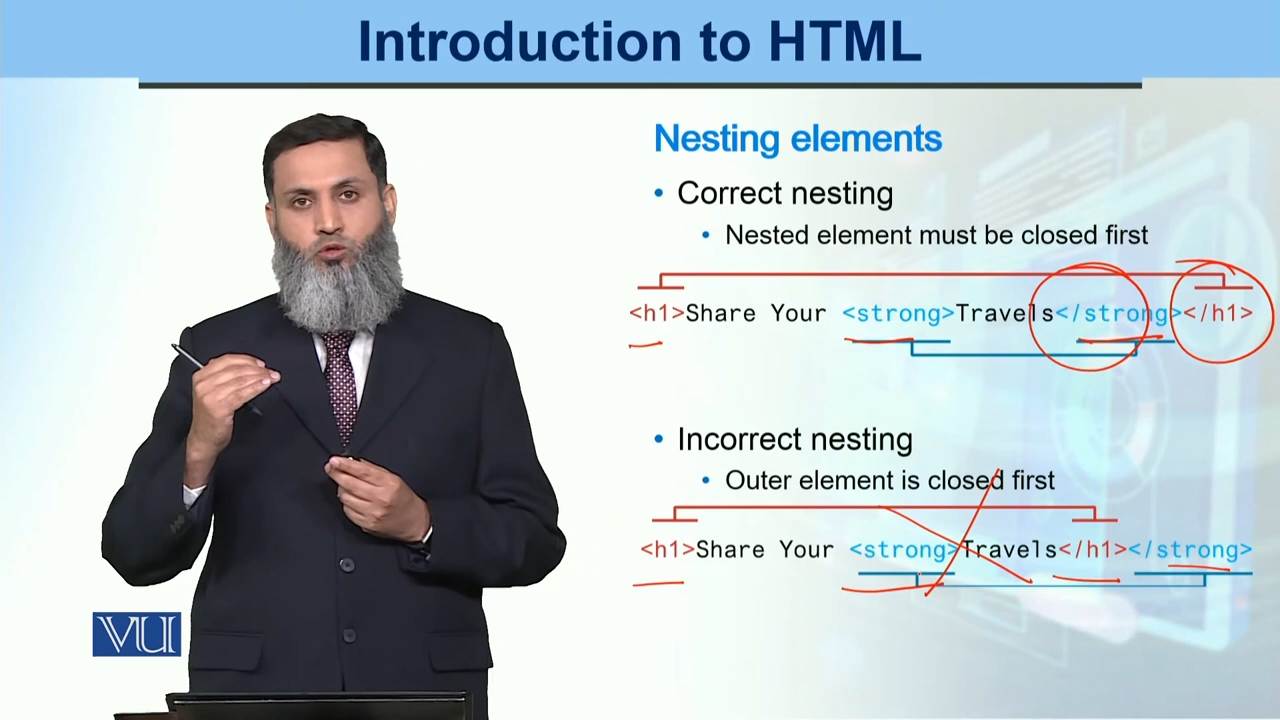 Introduction to HTML
Nesting elements
• Correct nesting
• Nested element must be closed first
<h1>Share Your <strong>Travels</strong></h1>
• Incorrect nesting
• Outer element is closed first
<h1>Share Your <strong>Travels</h1></strong>
VU